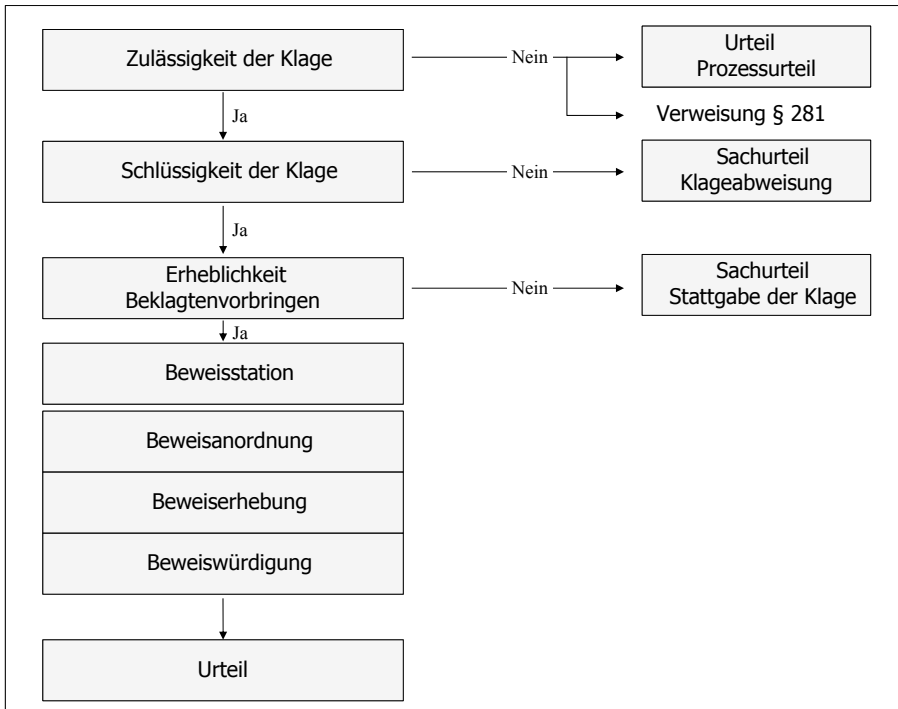 Zulässigkeit der Klage
Nein
Urteil
Prozessurteil
Verweisung § 281
Ja
Schlüssigkeit der Klage
Nein
Sachurteil
Klageabweisung
Ja
Erheblichkeit
Beklagtenvorbringen
Nein
Sachurteil
Stattgabe der Klage
Ja
Beweisstation
Beweisanordnung
Beweiserhebung
Beweiswürdigung
Urteil